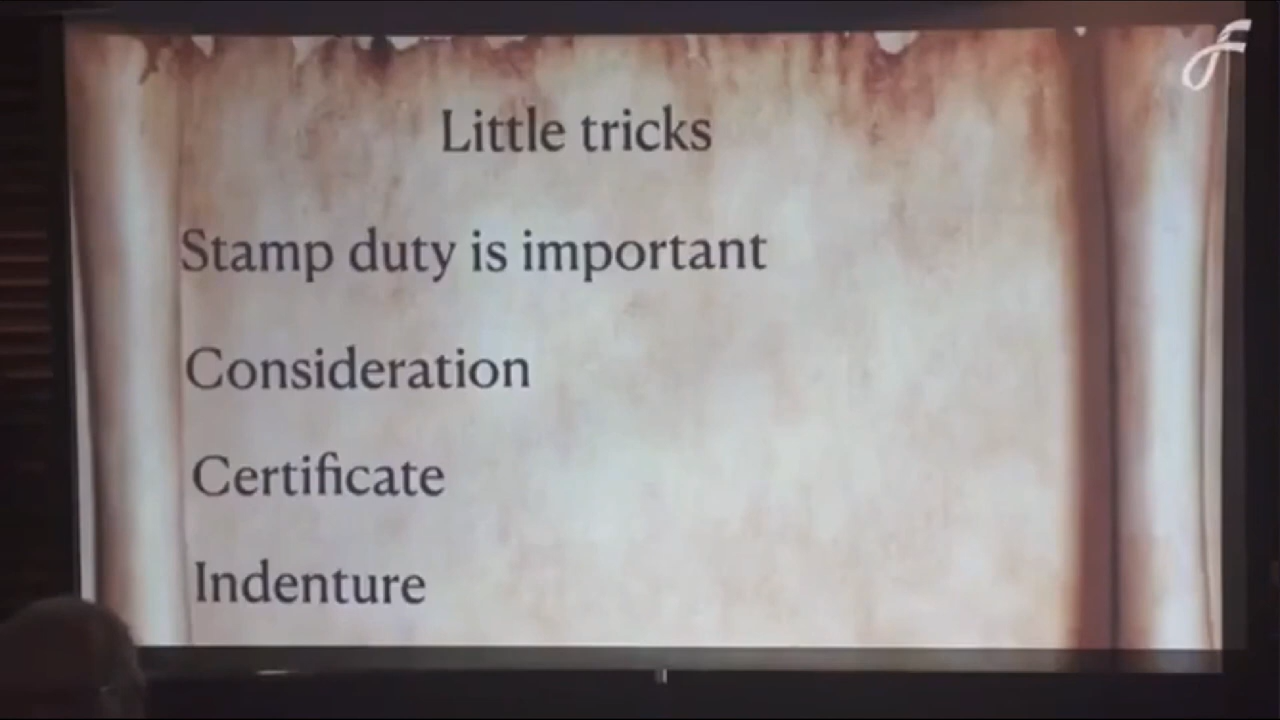 Little tricks
Stamp duty is important
Consideration
Certificate
Indenture